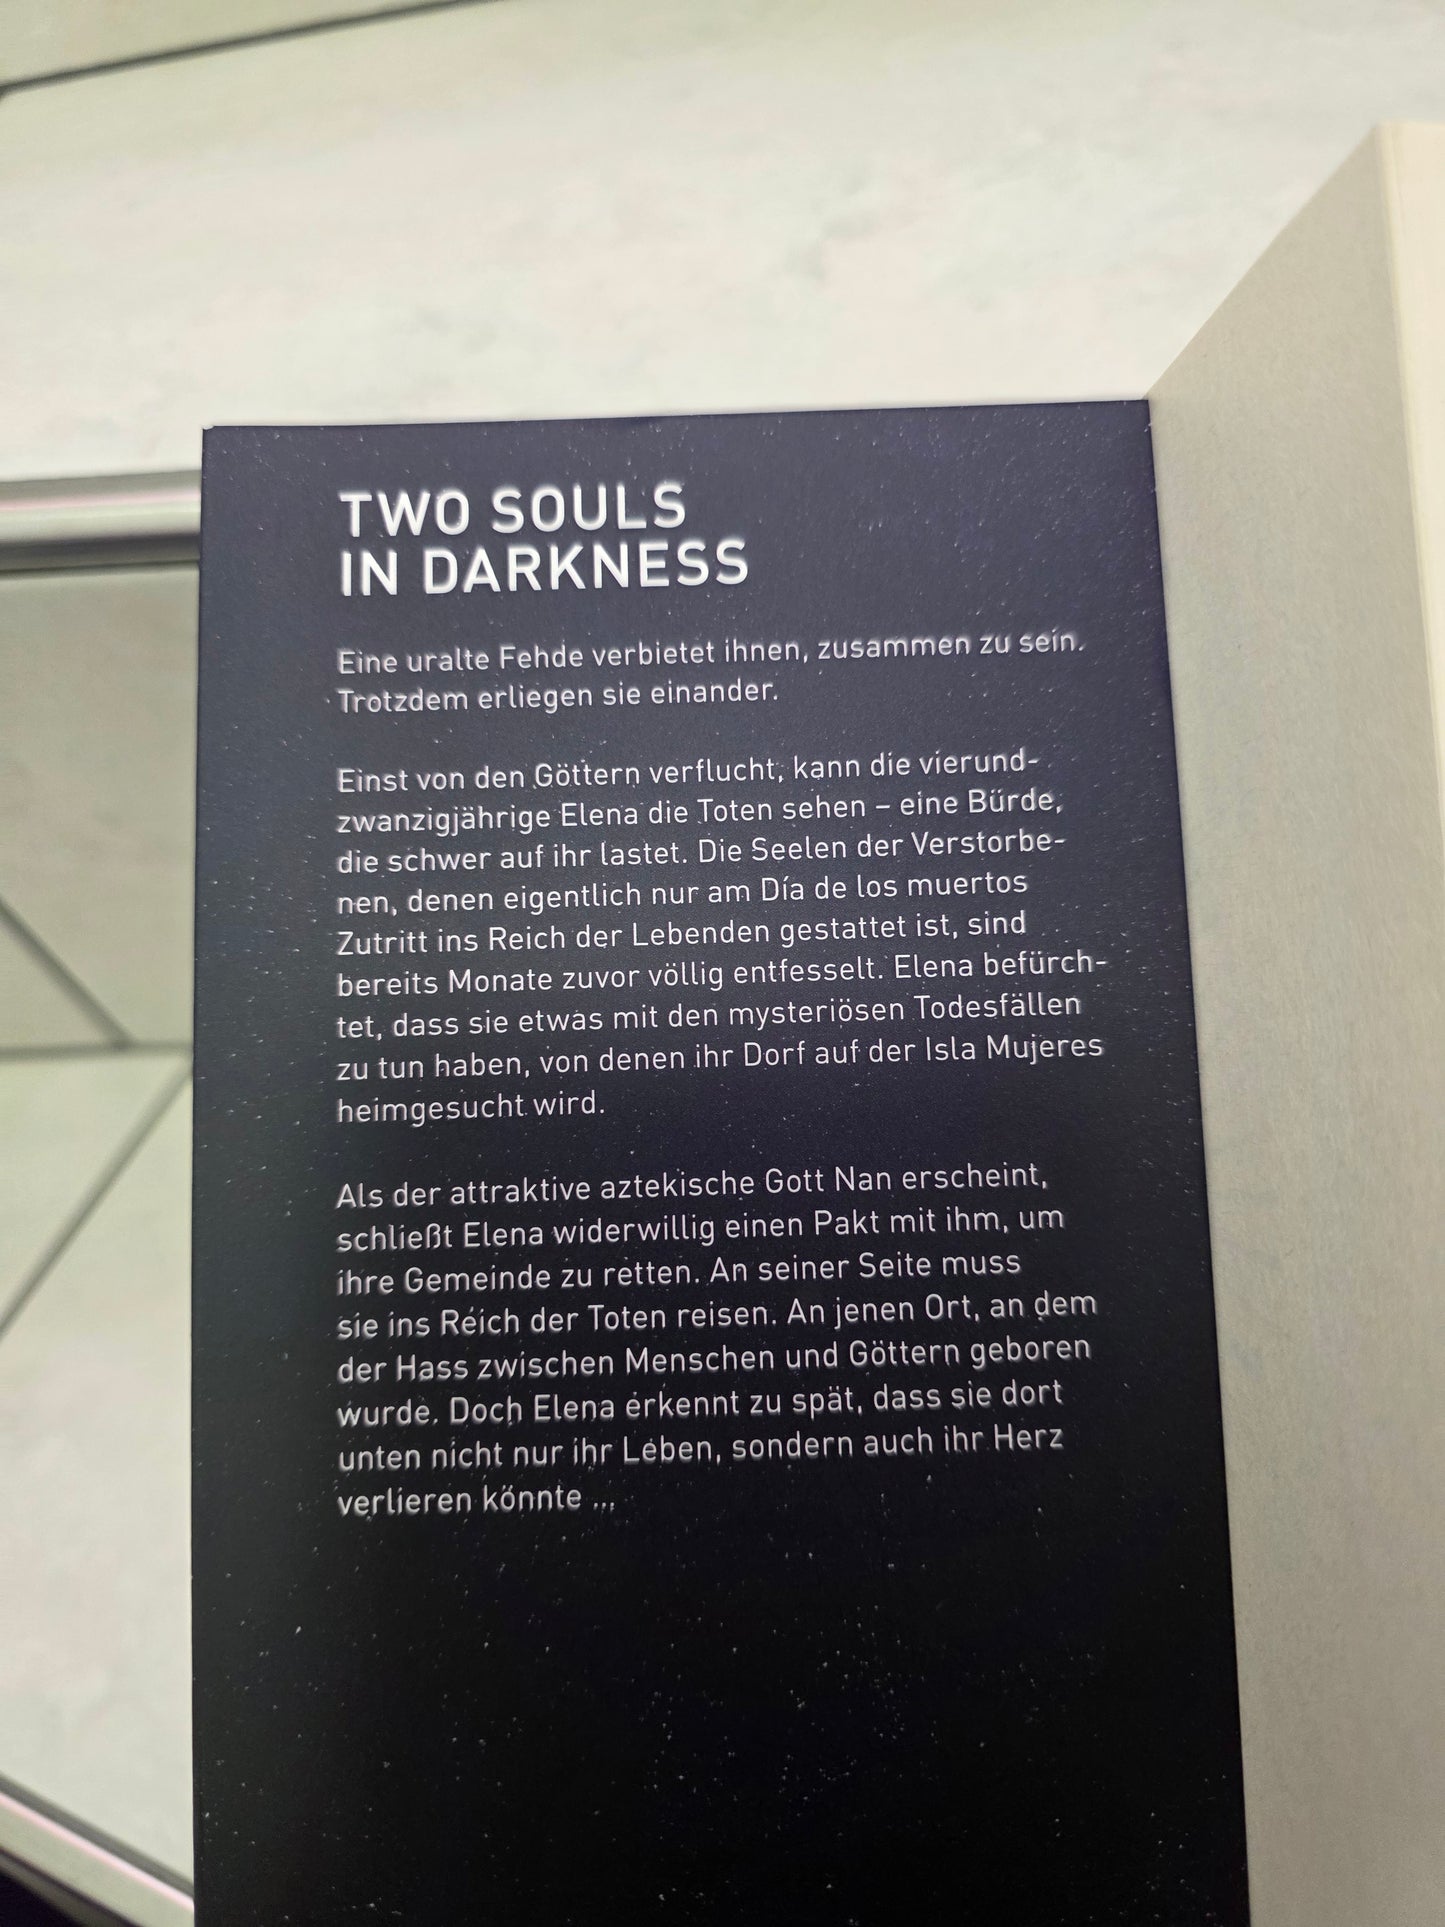 TWO SOULS
IN DARKNESS
Eine uralte Fehde verbietet ihnen, zusammen zu sein.
Trotzdem erliegen sie einander.
Einst von den Göttern verflucht, kann die vierund-
zwanzigjährige Elena die Toten sehen – eine Bürde,
die schwer auf ihr lastet. Die Seelen der Verstorbe-
nen, denen eigentlich nur am Día de los muertos
Zutritt ins Reich der Lebenden gestattet ist, sind
bereits Monate zuvor völlig entfesselt. Elena befürch-
tet, dass sie etwas mit den mysteriösen Todesfällen
zu tun haben, von denen ihr Dorf auf der Isla Mujeres
heimgesucht wird.
Als der attraktive aztekische Gott Nan erscheint,
schließt Elena widerwillig einen Pakt mit ihm, um
ihre Gemeinde zu retten. An seiner Seite muss
sie ins Reich der Toten reisen. An jenen Ort, an dem
der Hass zwischen Menschen und Göttern geboren
wurde. Doch Elena erkennt zu spät, dass sie dort
unten nicht nur ihr Leben, sondern auch ihr Herz
verlieren könnte ...